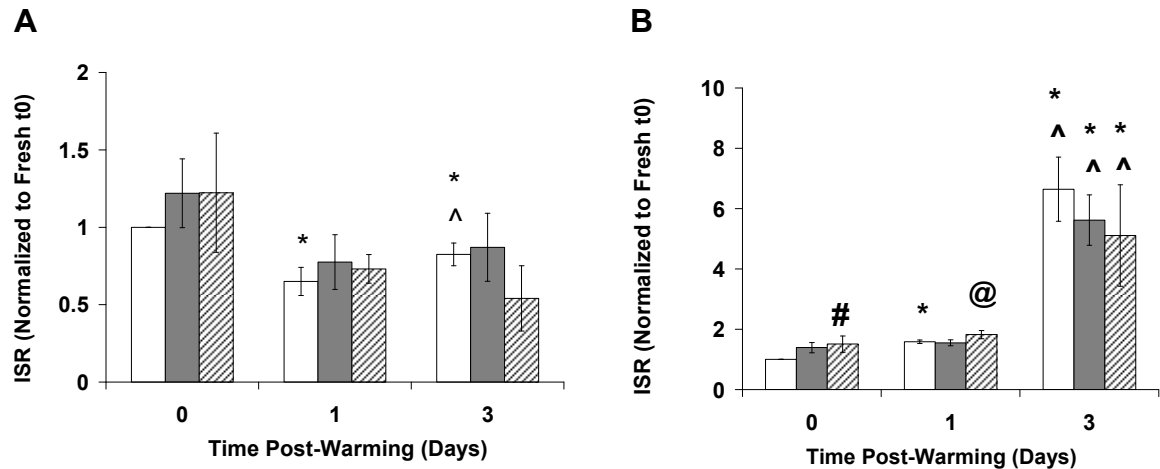 A
ISR (Normalized to Fresh t0)
2
1.5
1
0.5
0
*
*
^
0 1 3
Time Post-Warming (Days)
B
ISR (Normalized to Fresh t0)
10
8
6
4
2
0
#
*
@
* * *
^ ^ ^
0 1 3
Time Post-Warming (Days)